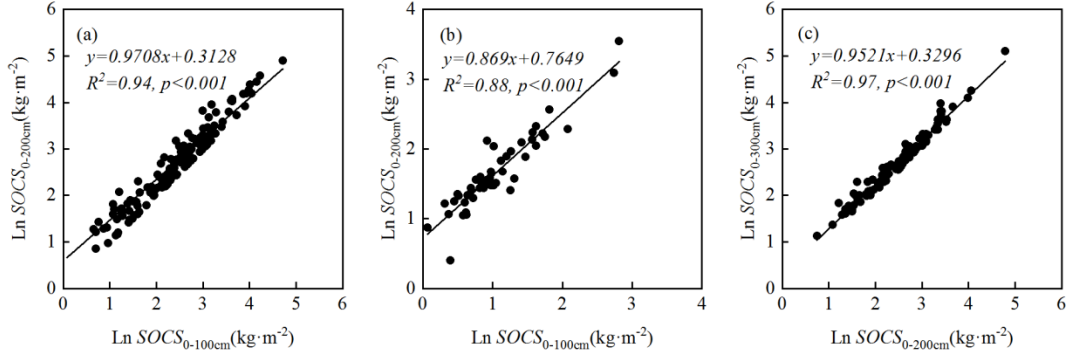 (a)
y=0.9708x+0.3128
R²=0.94, p<0.001
Ln SOCS₀₋₂₀₀cm(kg·m⁻²)
6
5
4
3
2
1
0
0 1 2 3 4 5 6
Ln SOCS₀₋₁₀₀cm(kg·m⁻²)
(b)
y=0.869x+0.7649
R²=0.88, p<0.001
Ln SOCS₀₋₂₀₀cm(kg·m⁻²)
4
3
2
1
0
0 1 2 3 4
Ln SOCS₀₋₁₀₀cm(kg·m⁻²)
(c)
y=0.9521x+0.3296
R²=0.97, p<0.001
Ln SOCS₀₋₃₀₀cm(kg·m⁻²)
6
5
4
3
2
1
0
0 1 2 3 4 5 6
Ln SOCS₀₋₂₀₀cm(kg·m⁻²)